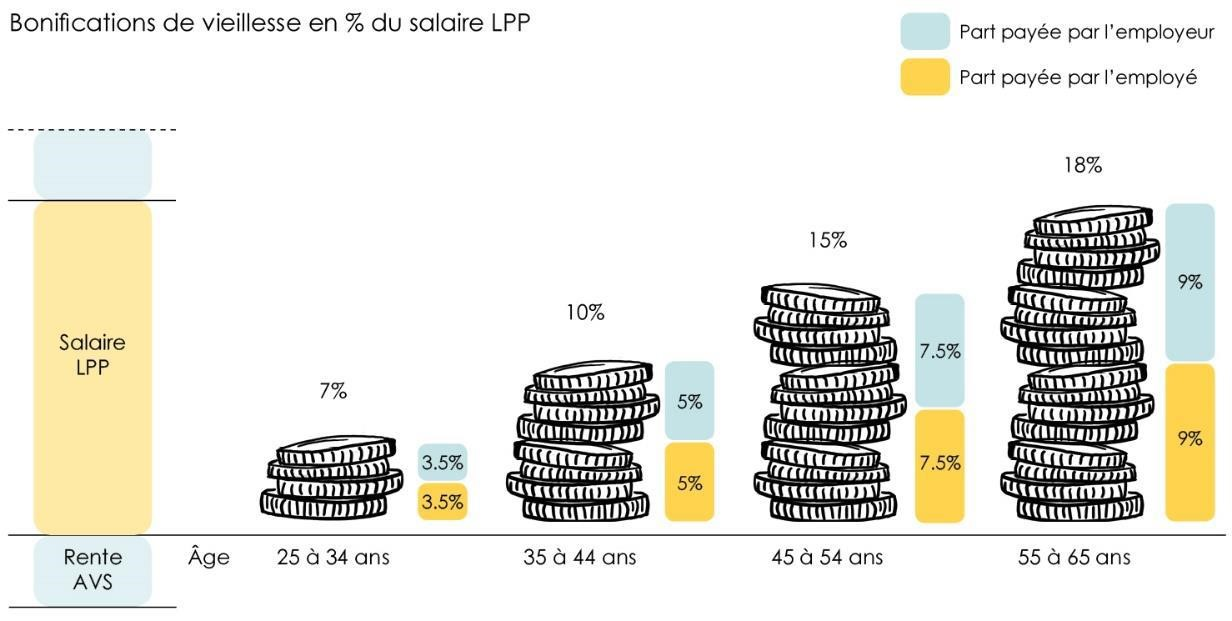 Bonifications de vieillesse en % du salaire LPP
Part payée par l'employeur
Part payée par l'employé
Salaire
LPP
Rente
AVS
Âge
7%
3.5%
3.5%
25 à 34 ans
10%
5%
5%
35 à 44 ans
15%
7.5%
7.5%
45 à 54 ans
18%
9%
9%
55 à 65 ans